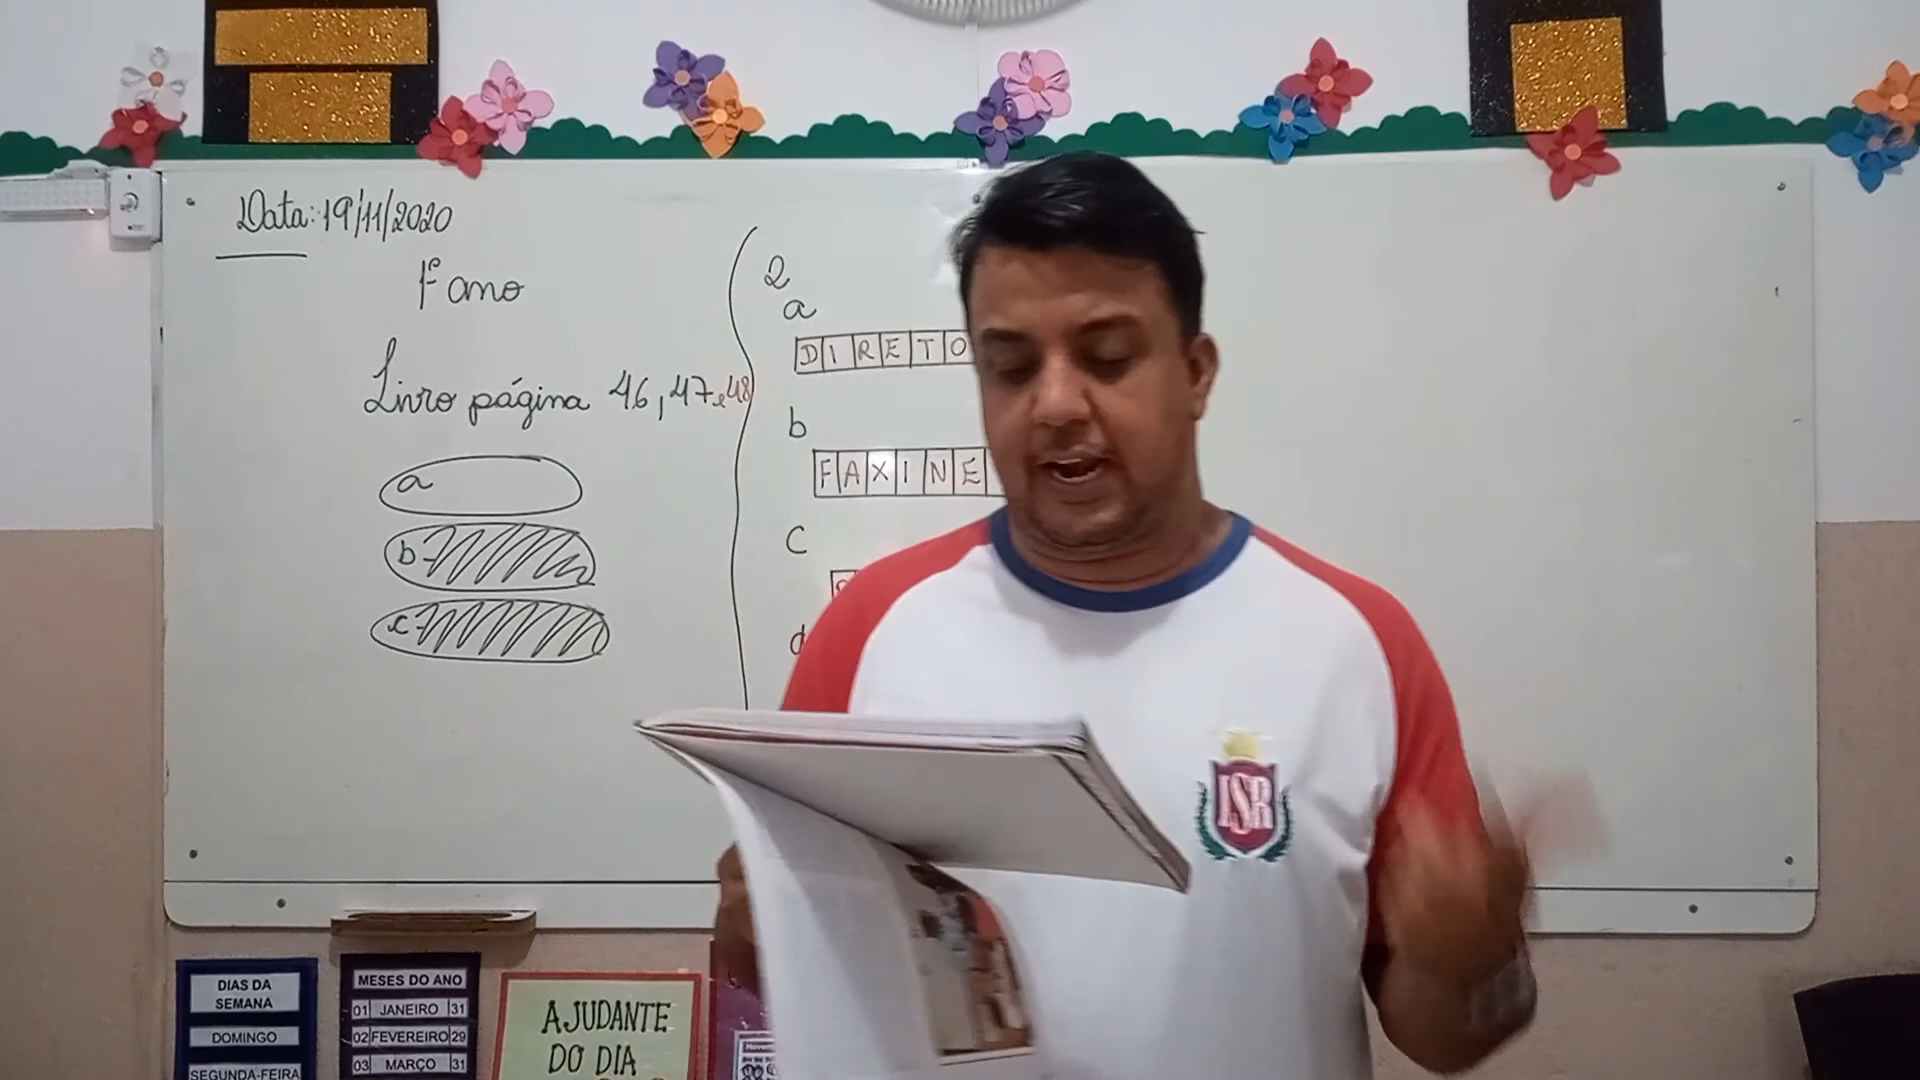 Data: 19/11/2020
1º ano
Livro página 46, 47 e 48
a
b
c
2
a
DIRETO
b
FAXINE
c
d
ISR
DIAS DA
SEMANA
DOMINGO
SEGUNDA-FEIRA
MESES DO ANO
01 JANEIRO 31
02 FEVEREIRO 29
03 MARÇO 31
AJUDANTE
DO DIA